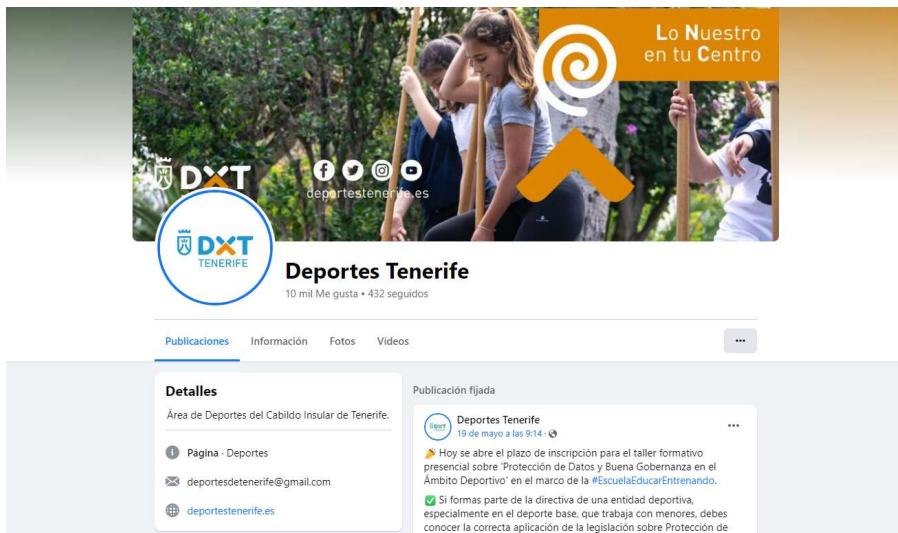 Lo Nuestro
en tu Centro
DXT
deportestenerife.es
DXT
TENERIFE
Deportes Tenerife
10 mil Me gusta • 432 seguidos
Publicaciones Información Fotos Vídeos
Detalles
Área de Deportes del Cabildo Insular de Tenerife.
Página · Deportes
deportesdetenerife@gmail.com
deportestenerife.es
Publicación fijada
Deportes Tenerife
19 de mayo a las 9:14 ·
Hoy se abre el plazo de inscripción para el taller formativo
presencial sobre 'Protección de Datos y Buena Gobernanza en el
Ámbito Deportivo' en el marco de la #EscuelaEducarEntrenando.
Si formas parte de la directiva de una entidad deportiva,
especialmente en el deporte base, que trabaja con menores, debes
conocer la correcta aplicación de la legislación sobre Protección de